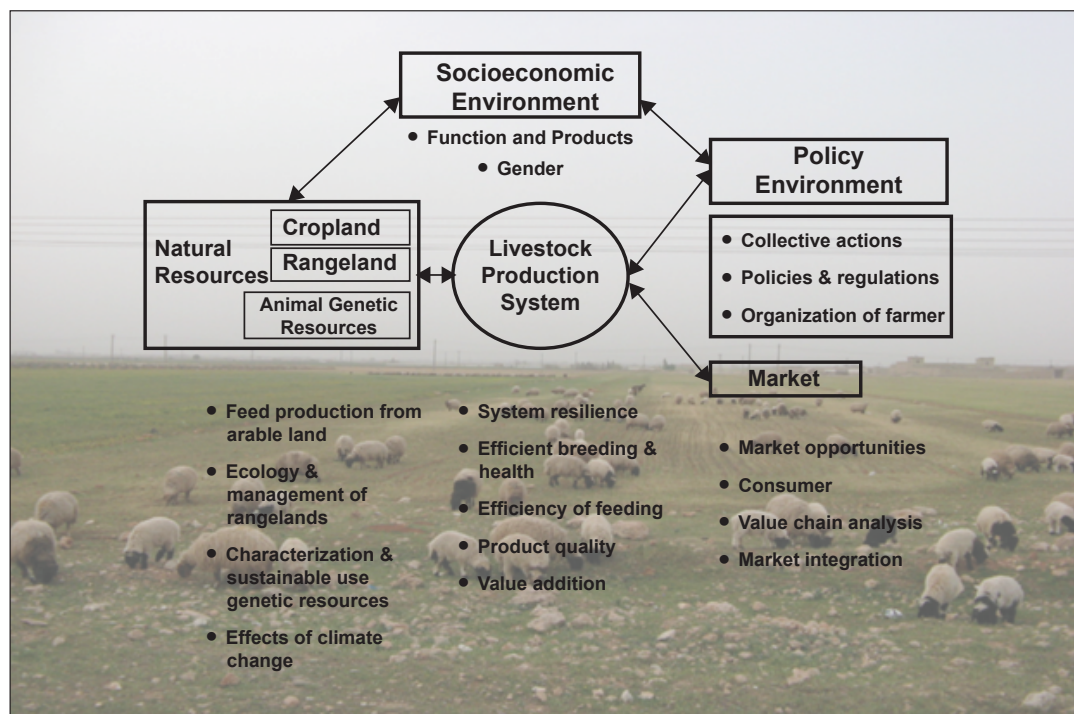 Socioeconomic
Environment
• Function and Products
• Gender
Policy
Environment
• Collective actions
• Policies & regulations
• Organization of farmer
Natural
Resources
Cropland
Rangeland
Animal Genetic
Resources
Livestock
Production
System
Market
• Feed production from
arable land
• Ecology &
management of
rangelands
• Characterization &
sustainable use
genetic resources
• Effects of climate
change
• System resilience
• Efficient breeding &
health
• Efficiency of feeding
• Product quality
• Value addition
• Market opportunities
• Consumer
• Value chain analysis
• Market integration